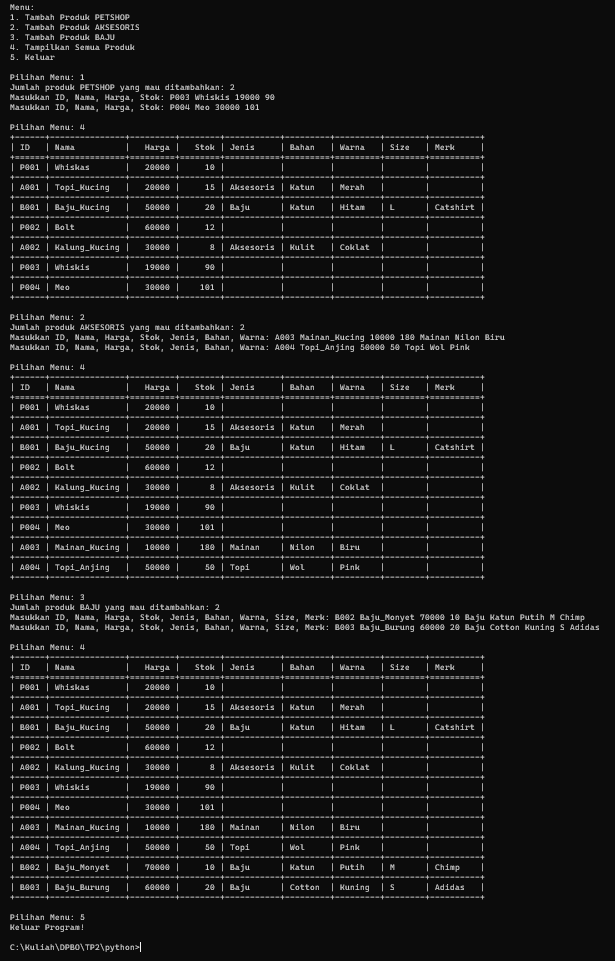 Menu:
1. Tambah Produk PETSHOP
2. Tambah Produk AKSESORIS
3. Tambah Produk BAJU
4. Tampilkan Semua Produk
5. Keluar
Pilihan Menu: 1
Jumlah produk PETSHOP yang mau ditambahkan: 2
Masukkan ID, Nama, Harga, Stok: P003 Whiskis 19000 90
Masukkan ID, Nama, Harga, Stok: P004 Meo 30000 101
Pilihan Menu: 4
+------+---------------+---------+--------+-----------+---------+---------+--------+----------+
| ID | Nama | Harga | Stok | Jenis | Bahan | Warna | Size | Merk |
| P001 | Whiskas | 20000 | 10 | | | | | |
| A001 | Topi_Kucing | 20000 | 15 | Aksesoris | Katun | Merah | | |
| B001 | Baju_Kucing | 50000 | 20 | Baju | Katun | Hitam | L | Catshirt |
| P002 | Bolt | 60000 | 12 | | | | | |
| A002 | Kalung_Kucing | 30000 | 8 | Aksesoris | Kulit | Coklat | | |
| P003 | Whiskis | 19000 | 90 | | | | | |
| P004 | Meo | 30000 | 101 | | | | | |
Pilihan Menu: 2
Jumlah produk AKSESORIS yang mau ditambahkan: 2
Masukkan ID, Nama, Harga, Stok, Jenis, Bahan, Warna: A003 Mainan_Kucing 10000 180 Mainan Nilon Biru
Masukkan ID, Nama, Harga, Stok, Jenis, Bahan, Warna: A004 Topi_Anjing 50000 50 Topi Wol Pink
Pilihan Menu: 4
| ID | Nama | Harga | Stok | Jenis | Bahan | Warna | Size | Merk |
| P001 | Whiskas | 20000 | 10 | | | | | |
| A001 | Topi_Kucing | 20000 | 15 | Aksesoris | Katun | Merah | | |
| B001 | Baju_Kucing | 50000 | 20 | Baju | Katun | Hitam | L | Catshirt |
| P002 | Bolt | 60000 | 12 | | | | | |
| A002 | Kalung_Kucing | 30000 | 8 | Aksesoris | Kulit | Coklat | | |
| P003 | Whiskis | 19000 | 90 | | | | | |
| P004 | Meo | 30000 | 101 | | | | | |
| A003 | Mainan_Kucing | 10000 | 180 | Mainan | Nilon | Biru | | |
| A004 | Topi_Anjing | 50000 | 50 | Topi | Wol | Pink | | |
Pilihan Menu: 3
Jumlah produk BAJU yang mau ditambahkan: 2
Masukkan ID, Nama, Harga, Stok, Jenis, Bahan, Warna, Size, Merk: B002 Baju_Monyet 70000 10 Baju Katun Putih M Chimp
Masukkan ID, Nama, Harga, Stok, Jenis, Bahan, Warna, Size, Merk: B003 Baju_Burung 60000 20 Baju Cotton Kuning S Adidas
Pilihan Menu: 4
| ID | Nama | Harga | Stok | Jenis | Bahan | Warna | Size | Merk |
| P001 | Whiskas | 20000 | 10 | | | | | |
| A001 | Topi_Kucing | 20000 | 15 | Aksesoris | Katun | Merah | | |
| B001 | Baju_Kucing | 50000 | 20 | Baju | Katun | Hitam | L | Catshirt |
| P002 | Bolt | 60000 | 12 | | | | | |
| A002 | Kalung_Kucing | 30000 | 8 | Aksesoris | Kulit | Coklat | | |
| P003 | Whiskis | 19000 | 90 | | | | | |
| P004 | Meo | 30000 | 101 | | | | | |
| A003 | Mainan_Kucing | 10000 | 180 | Mainan | Nilon | Biru | | |
| A004 | Topi_Anjing | 50000 | 50 | Topi | Wol | Pink | | |
| B002 | Baju_Monyet | 70000 | 10 | Baju | Katun | Putih | M | Chimp |
| B003 | Baju_Burung | 60000 | 20 | Baju | Cotton | Kuning | S | Adidas |
Pilihan Menu: 5
Keluar Program!
C:\Kuliah\DPBO\TP2\python>